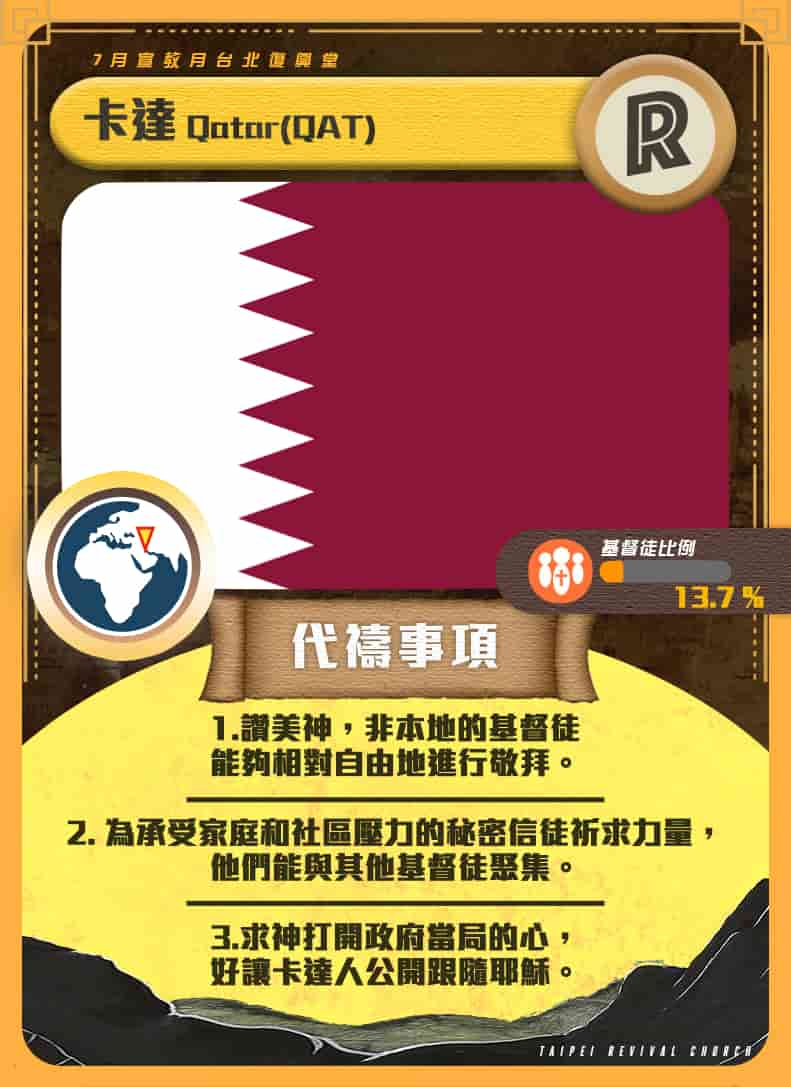 7月宣教月台北復興堂
卡達 Qatar(QAT)
R
基督徒比例
13.7 %
代禱事項
1.讚美神，非本地的基督徒
能夠相對自由地進行敬拜。
2. 為承受家庭和社區壓力的秘密信徒祈求力量，
他們能與其他基督徒聚集。
3.求神打開政府當局的心，
好讓卡達人公開跟隨耶穌。
TAIPEI REVIVAL CHURCH